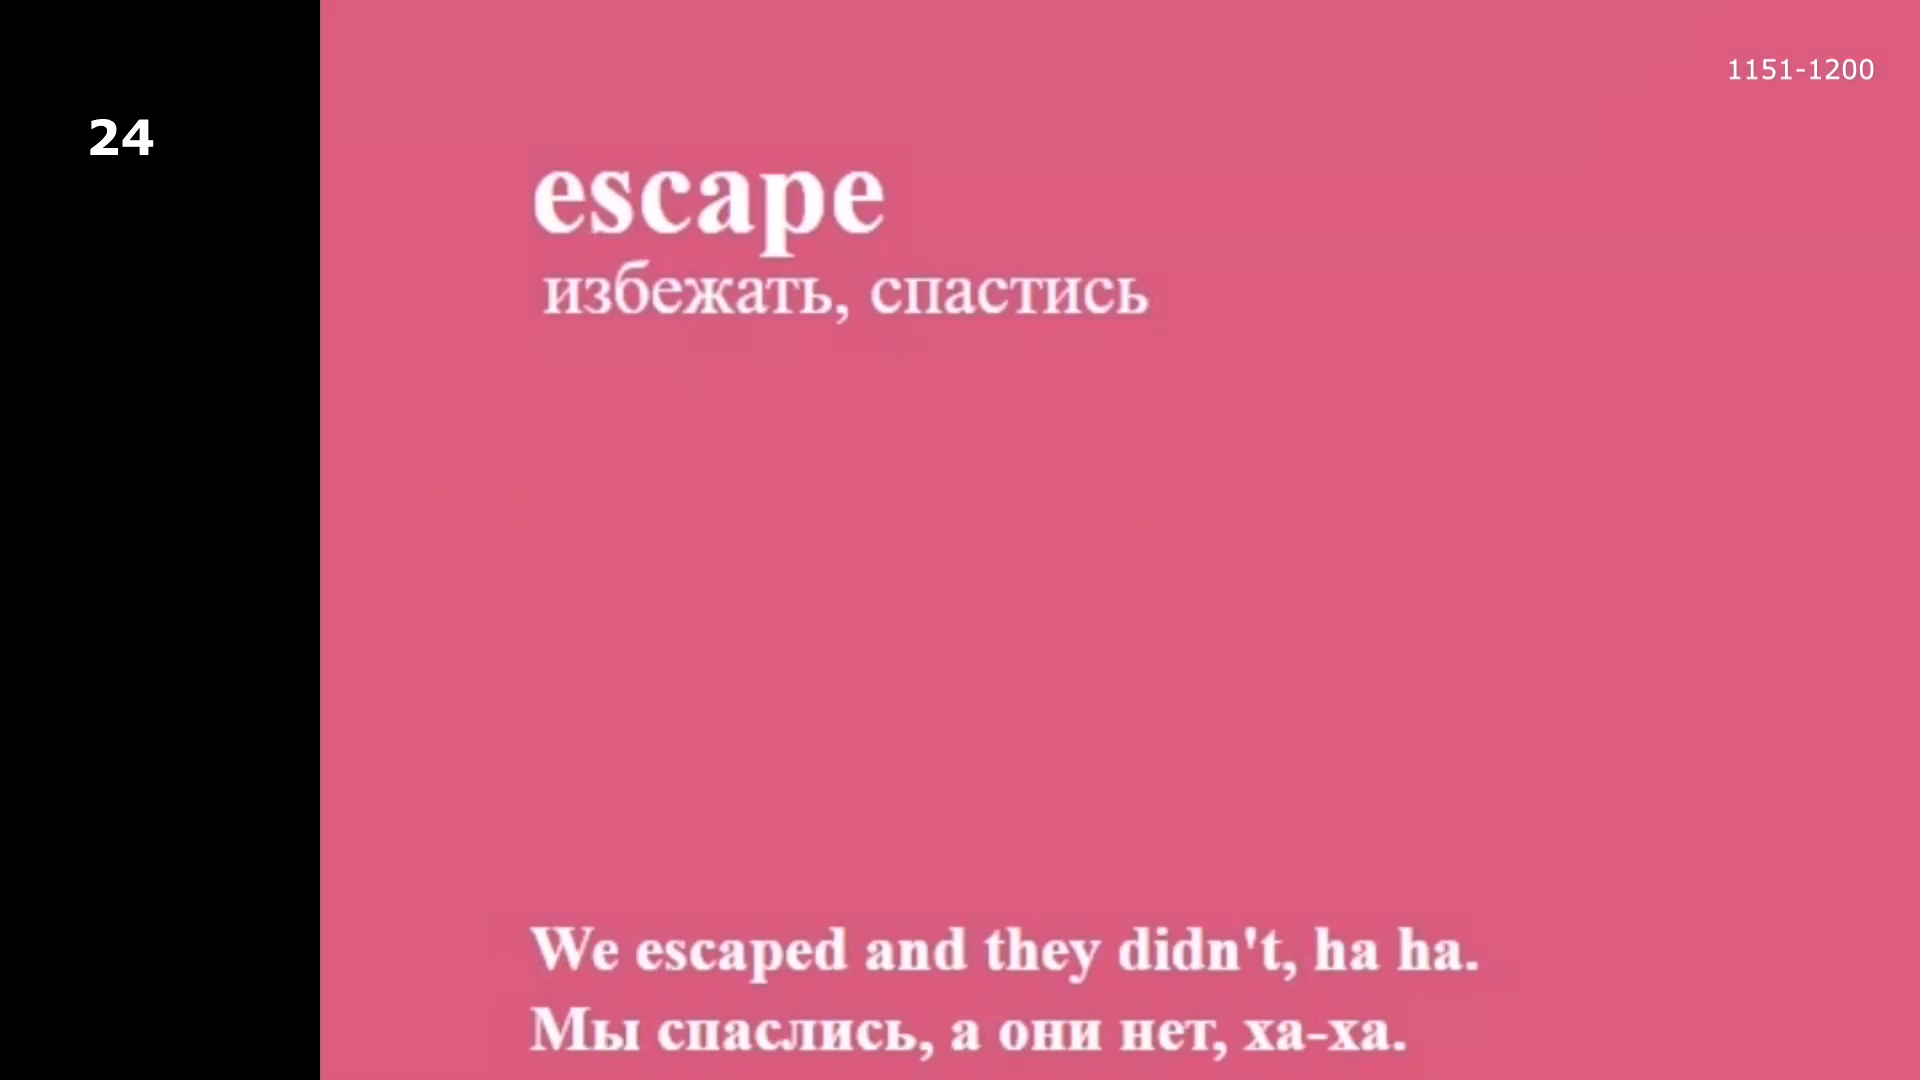 1151-1200
24
escape
избежать, спастись
We escaped and they didn't, ha ha.
Мы спаслись, а они нет, ха-ха.